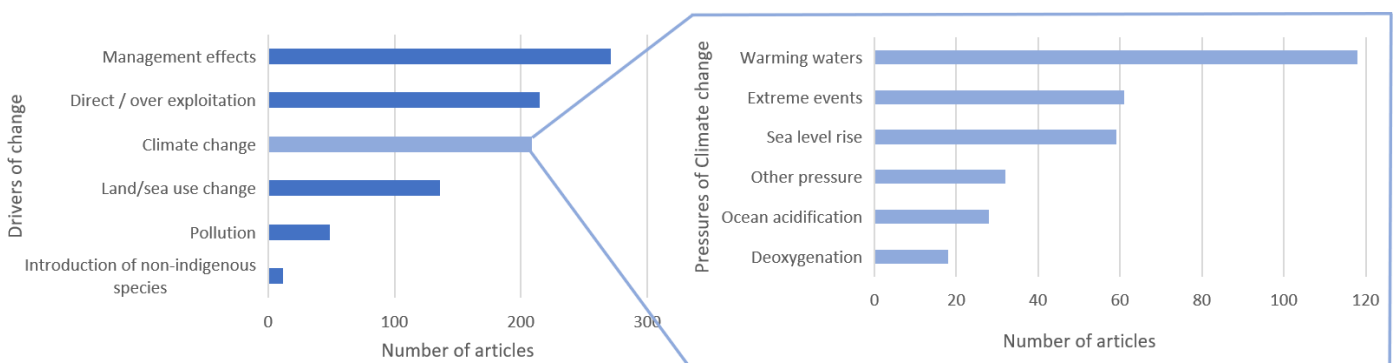 Drivers of change
Management effects
Direct / over exploitation
Climate change
Land/sea use change
Pollution
Introduction of non-indigenous
species
0 100 200 300
Number of articles
Pressures of Climate change
Warming waters
Extreme events
Sea level rise
Other pressure
Ocean acidification
Deoxygenation
0 20 40 60 80 100 120
Number of articles